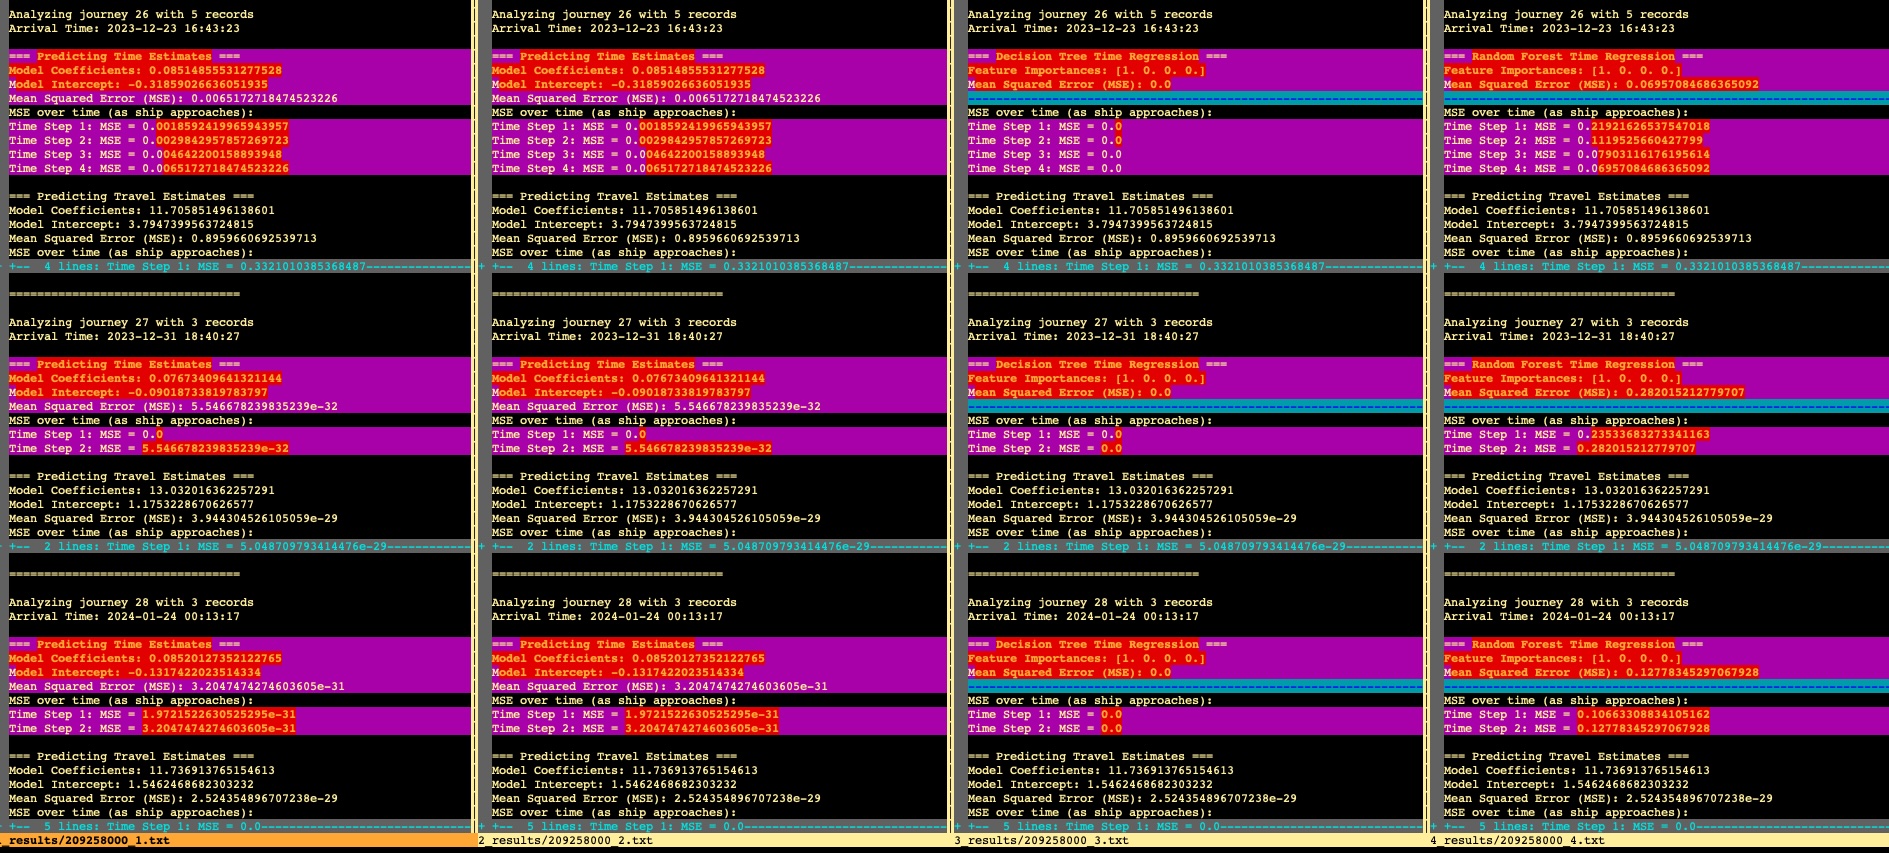 Analyzing journey 26 with 5 records
Arrival Time: 2023-12-23 16:43:23
=== Predicting Time Estimates ===
Model Coefficients: 0.08514855531277528
Model Intercept: -0.31859026636051935
Mean Squared Error (MSE): 0.0065172718474523226
MSE over time (as ship approaches):
Time Step 1: MSE = 0.0018592419965943957
Time Step 2: MSE = 0.0029842957857269723
Time Step 3: MSE = 0.004642200158893948
Time Step 4: MSE = 0.0065172718474523226
=== Predicting Travel Estimates ===
Model Coefficients: 11.705851496138601
Model Intercept: 3.7947399563724815
Mean Squared Error (MSE): 0.8959660692539713
MSE over time (as ship approaches):
+-- 4 lines: Time Step 1: MSE = 0.3321010385368487----------------
=================================
Analyzing journey 27 with 3 records
Arrival Time: 2023-12-31 18:40:27
=== Predicting Time Estimates ===
Model Coefficients: 0.07673409641321144
Model Intercept: -0.09018733819783797
Mean Squared Error (MSE): 5.546678239835239e-32
MSE over time (as ship approaches):
Time Step 1: MSE = 0.0
Time Step 2: MSE = 5.546678239835239e-32
=== Predicting Travel Estimates ===
Model Coefficients: 13.032016362257291
Model Intercept: 1.1753228670626577
Mean Squared Error (MSE): 3.944304526105059e-29
MSE over time (as ship approaches):
+-- 2 lines: Time Step 1: MSE = 5.048709793414476e-29-------------
=================================
Analyzing journey 28 with 3 records
Arrival Time: 2024-01-24 00:13:17
=== Predicting Time Estimates ===
Model Coefficients: 0.08520127352122765
Model Intercept: -0.1317422023514334
Mean Squared Error (MSE): 3.2047474274603605e-31
MSE over time (as ship approaches):
Time Step 1: MSE = 1.9721522630525295e-31
Time Step 2: MSE = 3.2047474274603605e-31
=== Predicting Travel Estimates ===
Model Coefficients: 11.736913765154613
Model Intercept: 1.5462468682303232
Mean Squared Error (MSE): 2.524354896707238e-29
MSE over time (as ship approaches):
+-- 5 lines: Time Step 1: MSE = 0.0------------------------------
_results/209258000_1.txt
Analyzing journey 26 with 5 records
Arrival Time: 2023-12-23 16:43:23
=== Predicting Time Estimates ===
Model Coefficients: 0.08514855531277528
Model Intercept: -0.31859026636051935
Mean Squared Error (MSE): 0.0065172718474523226
MSE over time (as ship approaches):
Time Step 1: MSE = 0.0018592419965943957
Time Step 2: MSE = 0.0029842957857269723
Time Step 3: MSE = 0.004642200158893948
Time Step 4: MSE = 0.0065172718474523226
=== Predicting Travel Estimates ===
Model Coefficients: 11.705851496138601
Model Intercept: 3.7947399563724815
Mean Squared Error (MSE): 0.8959660692539713
MSE over time (as ship approaches):
+ +-- 4 lines: Time Step 1: MSE = 0.3321010385368487--------------
=================================
Analyzing journey 27 with 3 records
Arrival Time: 2023-12-31 18:40:27
=== Predicting Time Estimates ===
Model Coefficients: 0.07673409641321144
Model Intercept: -0.09018733819783797
Mean Squared Error (MSE): 5.546678239835239e-32
MSE over time (as ship approaches):
Time Step 1: MSE = 0.0
Time Step 2: MSE = 5.546678239835239e-32
=== Predicting Travel Estimates ===
Model Coefficients: 13.032016362257291
Model Intercept: 1.1753228670626577
Mean Squared Error (MSE): 3.944304526105059e-29
MSE over time (as ship approaches):
+ +-- 2 lines: Time Step 1: MSE = 5.048709793414476e-29-----------
=================================
Analyzing journey 28 with 3 records
Arrival Time: 2024-01-24 00:13:17
=== Predicting Time Estimates ===
Model Coefficients: 0.08520127352122765
Model Intercept: -0.1317422023514334
Mean Squared Error (MSE): 3.2047474274603605e-31
MSE over time (as ship approaches):
Time Step 1: MSE = 1.9721522630525295e-31
Time Step 2: MSE = 3.2047474274603605e-31
=== Predicting Travel Estimates ===
Model Coefficients: 11.736913765154613
Model Intercept: 1.5462468682303232
Mean Squared Error (MSE): 2.524354896707238e-29
MSE over time (as ship approaches):
+ +-- 5 lines: Time Step 1: MSE = 0.0-----------------------------
2_results/209258000_2.txt
Analyzing journey 26 with 5 records
Arrival Time: 2023-12-23 16:43:23
=== Decision Tree Time Regression ===
Feature Importances: [1. 0. 0. 0.]
Mean Squared Error (MSE): 0.0
MSE over time (as ship approaches):
Time Step 1: MSE = 0.0
Time Step 2: MSE = 0.0
Time Step 3: MSE = 0.0
Time Step 4: MSE = 0.0
=== Predicting Travel Estimates ===
Model Coefficients: 11.705851496138601
Model Intercept: 3.7947399563724815
Mean Squared Error (MSE): 0.8959660692539713
MSE over time (as ship approaches):
+ +-- 4 lines: Time Step 1: MSE = 0.3321010385368487--------------
=================================
Analyzing journey 27 with 3 records
Arrival Time: 2023-12-31 18:40:27
=== Decision Tree Time Regression ===
Feature Importances: [1. 0. 0. 0.]
Mean Squared Error (MSE): 0.0
MSE over time (as ship approaches):
Time Step 1: MSE = 0.0
Time Step 2: MSE = 0.0
=== Predicting Travel Estimates ===
Model Coefficients: 13.032016362257291
Model Intercept: 1.1753228670626577
Mean Squared Error (MSE): 3.944304526105059e-29
MSE over time (as ship approaches):
+ +-- 2 lines: Time Step 1: MSE = 5.048709793414476e-29-----------
=================================
Analyzing journey 28 with 3 records
Arrival Time: 2024-01-24 00:13:17
=== Decision Tree Time Regression ===
Feature Importances: [1. 0. 0. 0.]
Mean Squared Error (MSE): 0.0
MSE over time (as ship approaches):
Time Step 1: MSE = 0.0
Time Step 2: MSE = 0.0
=== Predicting Travel Estimates ===
Model Coefficients: 11.736913765154613
Model Intercept: 1.5462468682303232
Mean Squared Error (MSE): 2.524354896707238e-29
MSE over time (as ship approaches):
+ +-- 5 lines: Time Step 1: MSE = 0.0-----------------------------
3_results/209258000_3.txt
Analyzing journey 26 with 5 records
Arrival Time: 2023-12-23 16:43:23
=== Random Forest Time Regression ===
Feature Importances: [1. 0. 0. 0.]
Mean Squared Error (MSE): 0.06957084686365092
MSE over time (as ship approaches):
Time Step 1: MSE = 0.21921626537547018
Time Step 2: MSE = 0.1119525660427799
Time Step 3: MSE = 0.07903116176195614
Time Step 4: MSE = 0.06957084686365092
=== Predicting Travel Estimates ===
Model Coefficients: 11.705851496138601
Model Intercept: 3.7947399563724815
Mean Squared Error (MSE): 0.8959660692539713
MSE over time (as ship approaches):
+ +-- 4 lines: Time Step 1: MSE = 0.3321010385368487-------------
=================================
Analyzing journey 27 with 3 records
Arrival Time: 2023-12-31 18:40:27
=== Random Forest Time Regression ===
Feature Importances: [1. 0. 0. 0.]
Mean Squared Error (MSE): 0.282015212779707
MSE over time (as ship approaches):
Time Step 1: MSE = 0.23533683273341163
Time Step 2: MSE = 0.282015212779707
=== Predicting Travel Estimates ===
Model Coefficients: 13.032016362257291
Model Intercept: 1.1753228670626577
Mean Squared Error (MSE): 3.944304526105059e-29
MSE over time (as ship approaches):
+ +-- 2 lines: Time Step 1: MSE = 5.048709793414476e-29----------
=================================
Analyzing journey 28 with 3 records
Arrival Time: 2024-01-24 00:13:17
=== Random Forest Time Regression ===
Feature Importances: [1. 0. 0. 0.]
Mean Squared Error (MSE): 0.12778345297067928
MSE over time (as ship approaches):
Time Step 1: MSE = 0.10663308834105162
Time Step 2: MSE = 0.12778345297067928
=== Predicting Travel Estimates ===
Model Coefficients: 11.736913765154613
Model Intercept: 1.5462468682303232
Mean Squared Error (MSE): 2.524354896707238e-29
MSE over time (as ship approaches):
+ +-- 5 lines: Time Step 1: MSE = 0.0----------------------------
4_results/209258000_4.txt